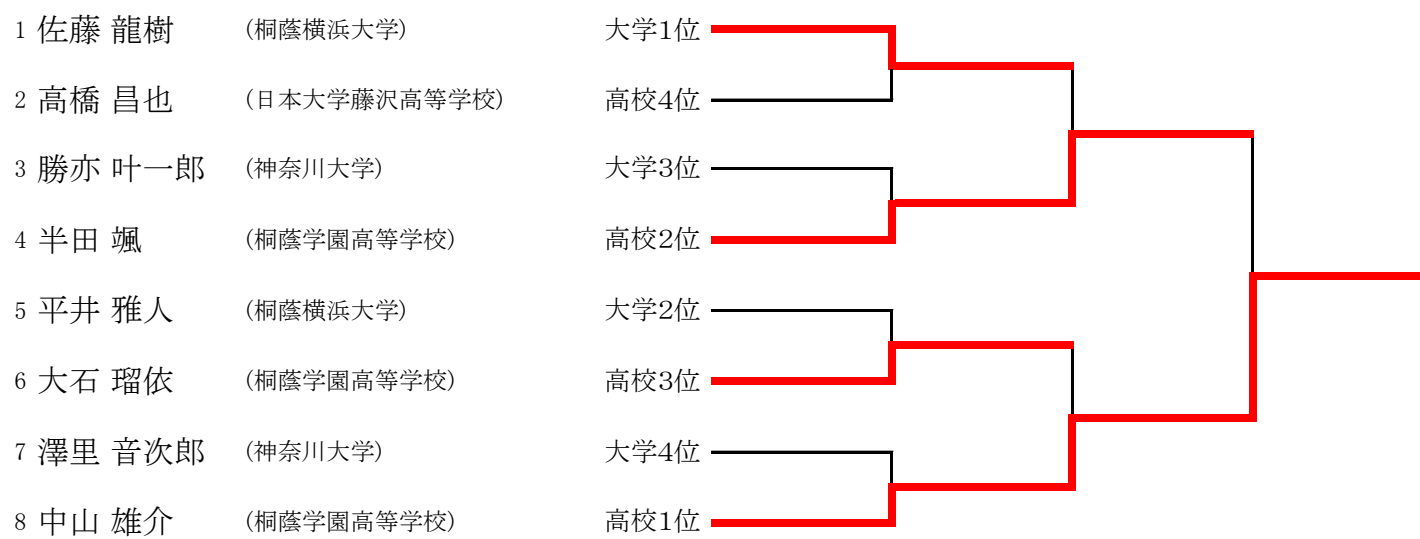 1 佐藤 龍樹 (桐蔭横浜大学) 大学1位
2 高橋 昌也 (日本大学藤沢高等学校) 高校4位
3 勝亦 叶一郎 (神奈川大学) 大学3位
4 半田 颯 (桐蔭学園高等学校) 高校2位
5 平井 雅人 (桐蔭横浜大学) 大学2位
6 大石 瑠依 (桐蔭学園高等学校) 高校3位
7 澤里 音次郎 (神奈川大学) 大学4位
8 中山 雄介 (桐蔭学園高等学校) 高校1位